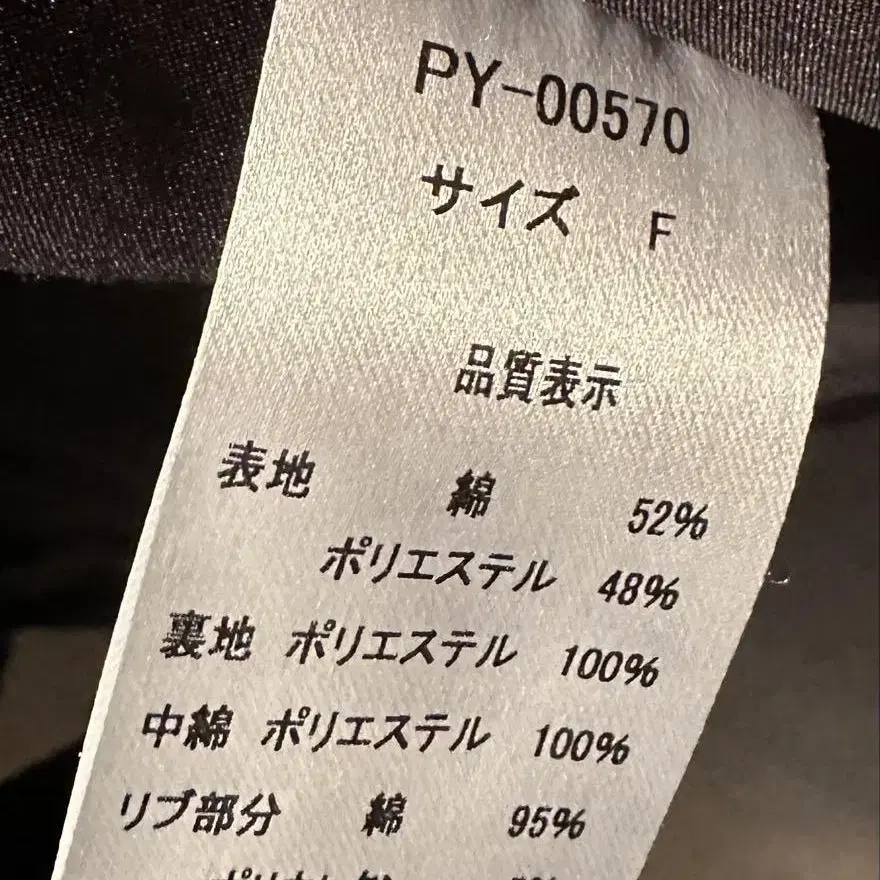 PY-00570
サイズ F
品質表示
表地 綿 52%
ポリエステル 48%
裏地 ポリエステル 100%
中綿 ポリエステル 100%
リブ部分 綿 95%